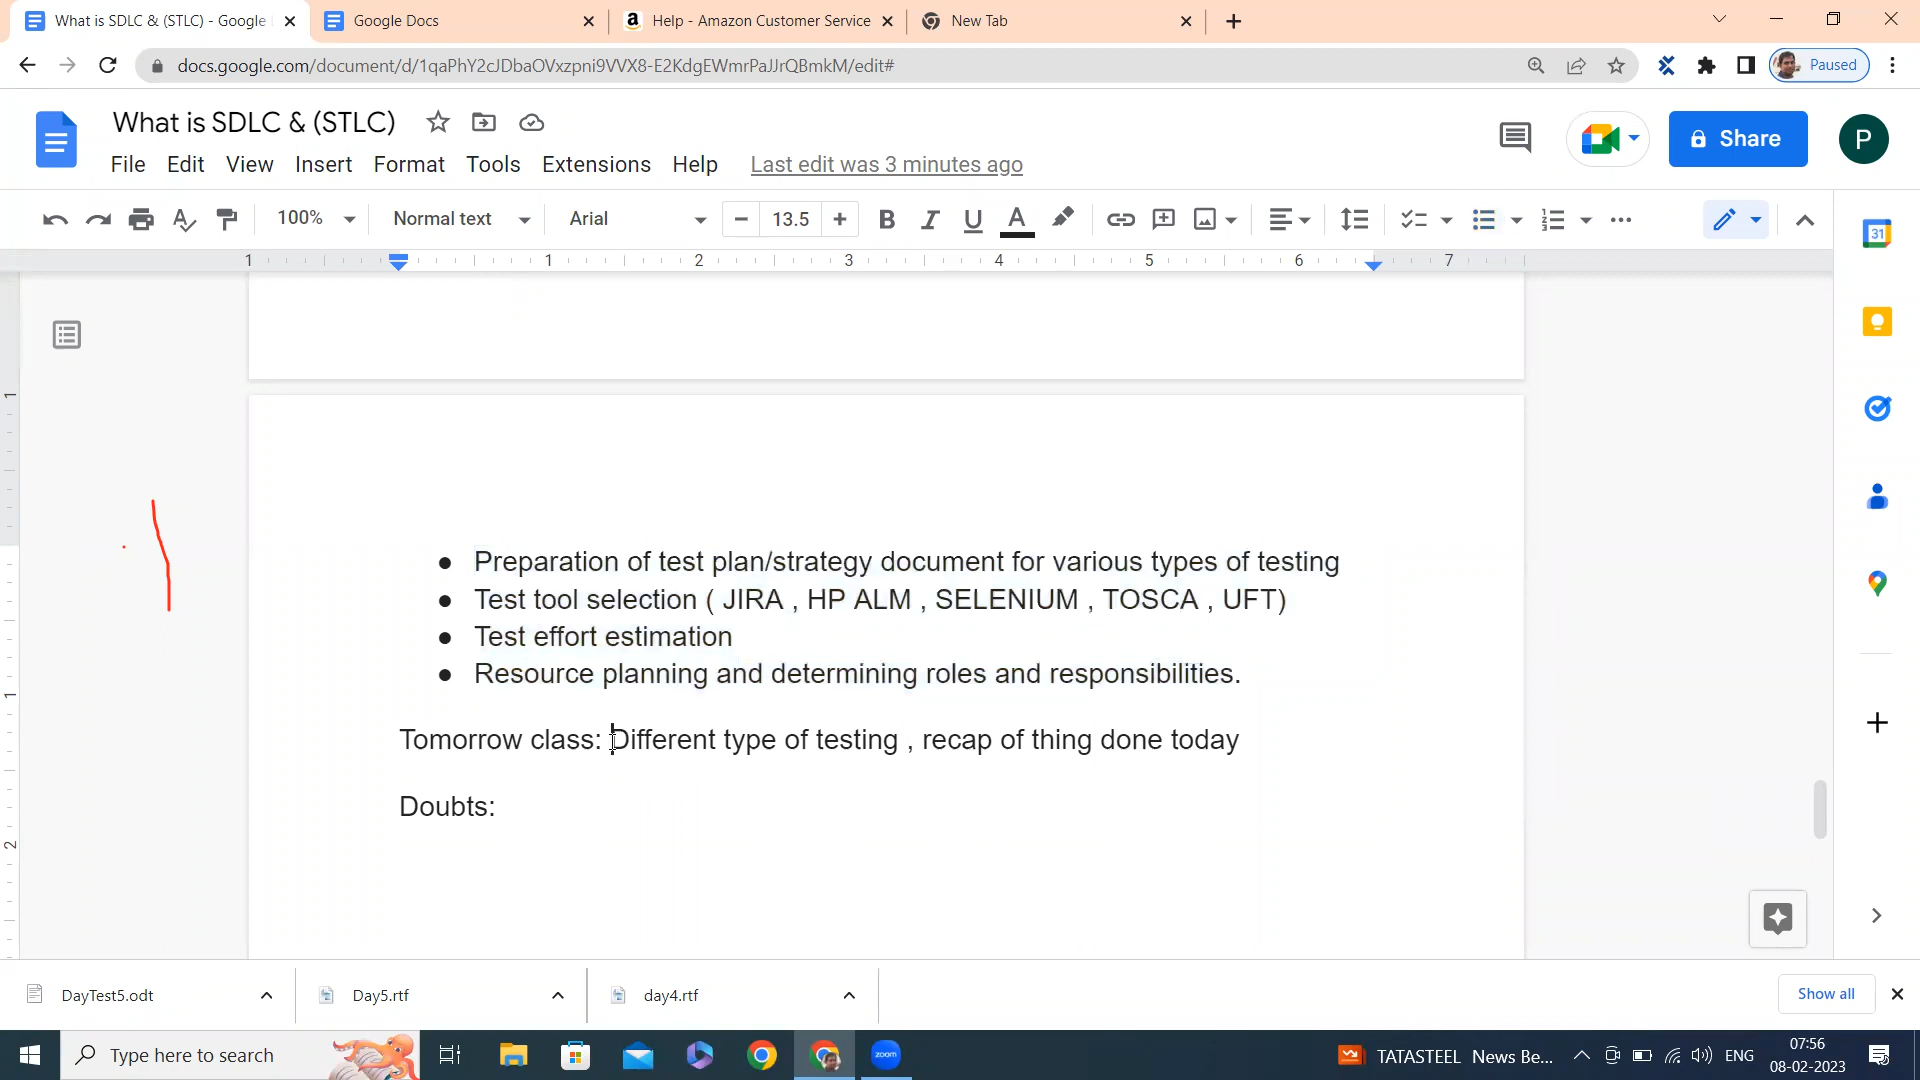 What is SDLC & (STLC) - Google
Google Docs
Help - Amazon Customer Service
New Tab
docs.google.com/document/d/1qaPhY2cJDbaOVxzpni9VVX8-E2KdgEWmrPaJJrQBmkM/edit#
Paused
What is SDLC & (STLC)
Share
P
File Edit View Insert Format Tools Extensions Help Last edit was 3 minutes ago
100% Normal text Arial 13.5
1 1 2 3 4 5 6 7
31
● Preparation of test plan/strategy document for various types of testing
● Test tool selection ( JIRA , HP ALM , SELENIUM , TOSCA , UFT)
● Test effort estimation
● Resource planning and determining roles and responsibilities.
Tomorrow class: Different type of testing , recap of thing done today
Doubts:
1
1
2
DayTest5.odt
Day5.rtf
day4.rtf
Show all
Type here to search
zoom
TATASTEEL News Be...
ENG
07:56
08-02-2023